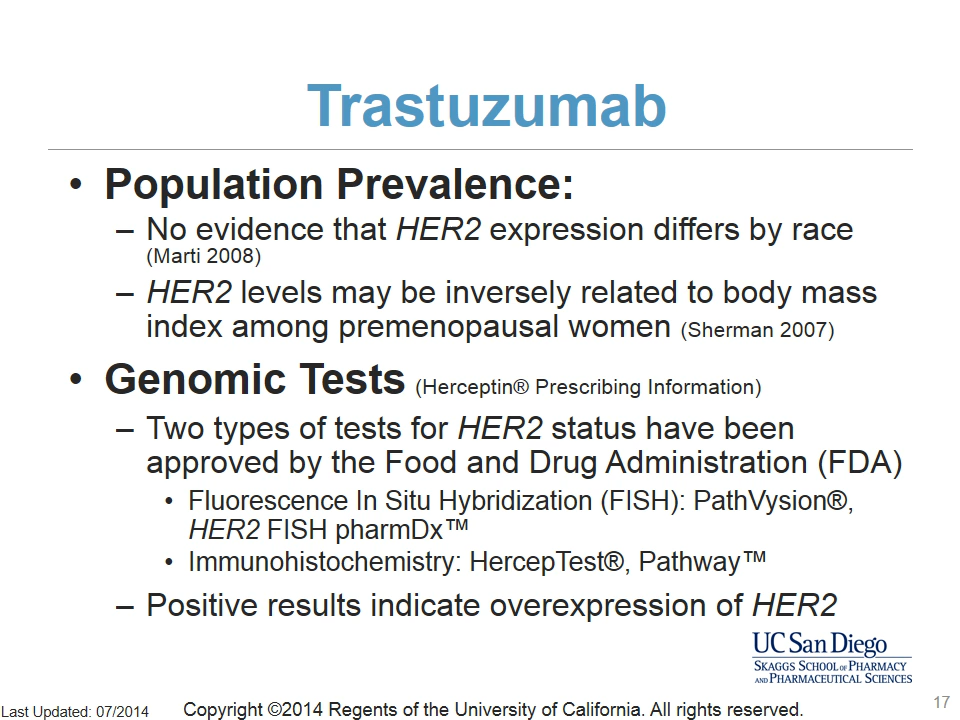 Trastuzumab
• Population Prevalence:
– No evidence that HER2 expression differs by race
(Marti 2008)
– HER2 levels may be inversely related to body mass
index among premenopausal women (Sherman 2007)
• Genomic Tests (Herceptin® Prescribing Information)
– Two types of tests for HER2 status have been
approved by the Food and Drug Administration (FDA)
• Fluorescence In Situ Hybridization (FISH): PathVysion®,
HER2 FISH pharmDx™
• Immunohistochemistry: HercepTest®, Pathway™
– Positive results indicate overexpression of HER2
UC San Diego
SKAGGS SCHOOL OF PHARMACY
AND PHARMACEUTICAL SCIENCES
Last Updated: 07/2014
Copyright ©2014 Regents of the University of California. All rights reserved.
17